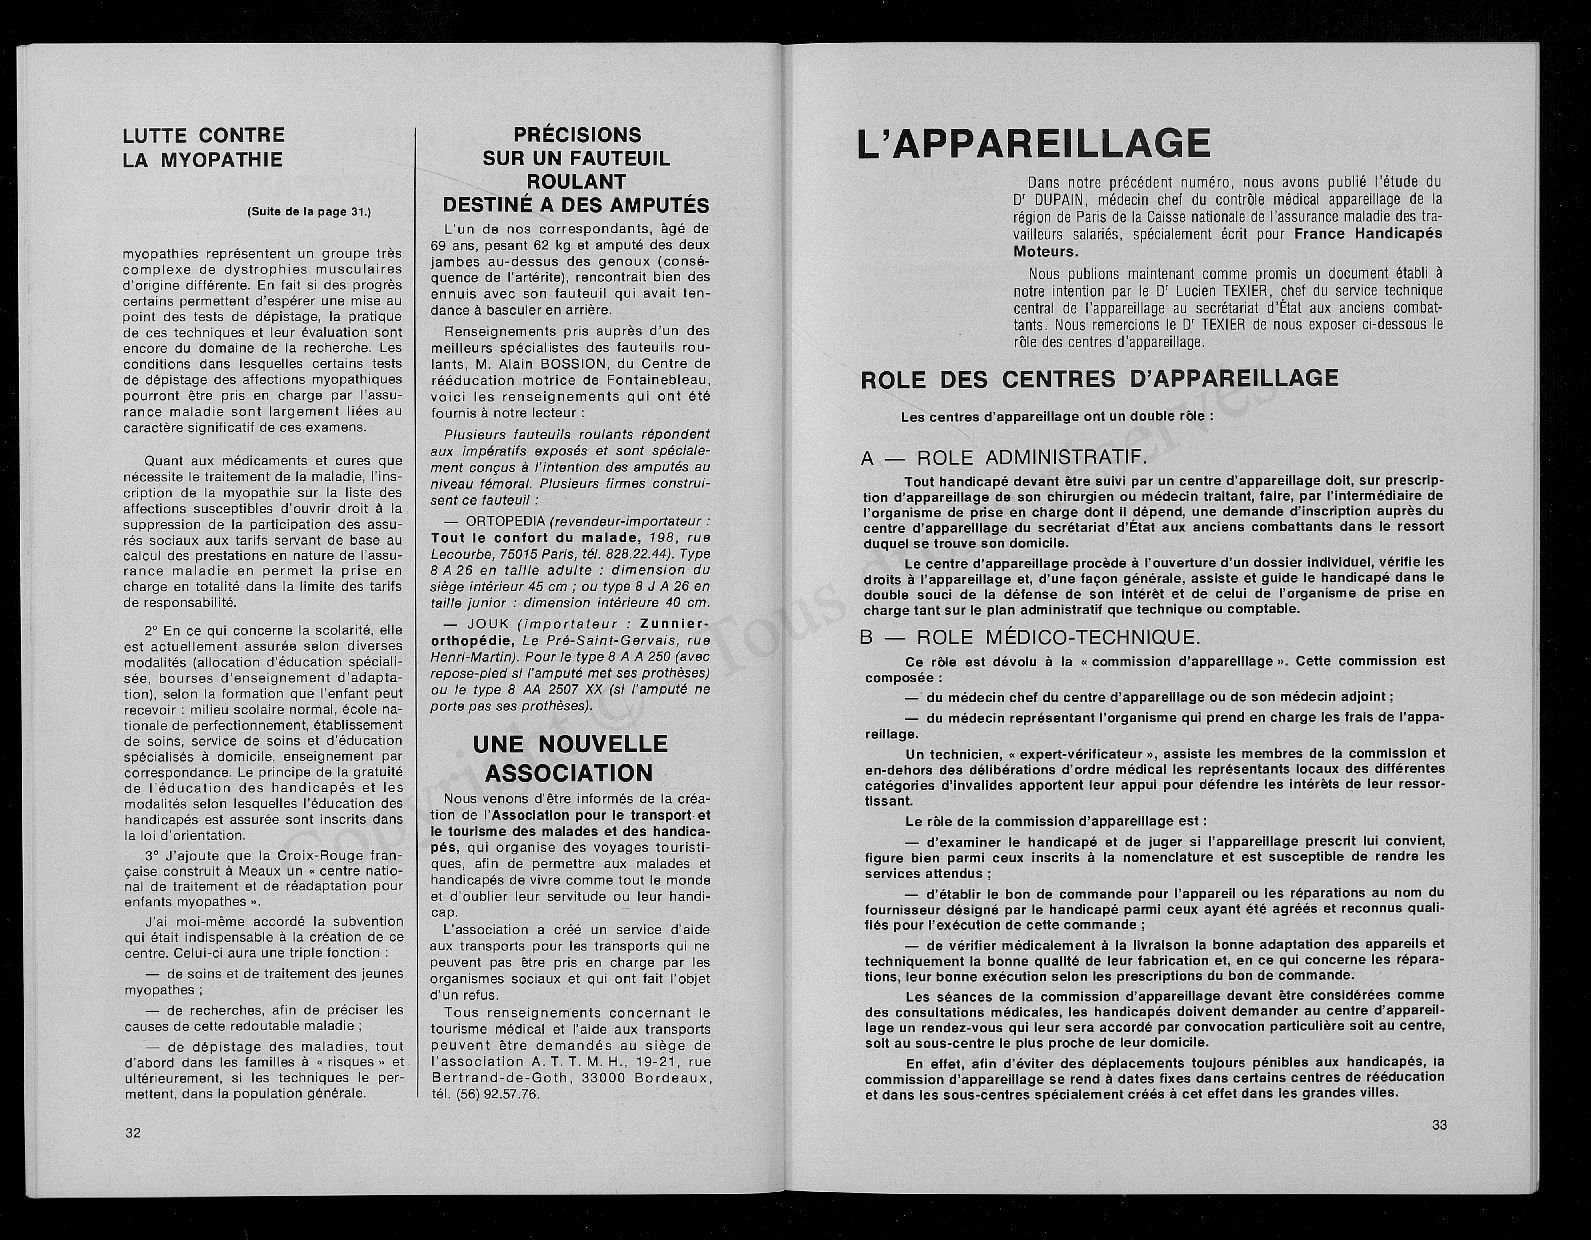 LUTTE CONTRE
LA MYOPATHIE
(Suite de la page 31.)
myopathies représentent un groupe très
complexe de dystrophies musculaires
d'origine différente. En fait si des progrès
certains permettent d'espérer une mise au
point des tests de dépistage, la pratique
de ces techniques et leur évaluation sont
encore du domaine de la recherche. Les
conditions dans lesquelles certains tests
de dépistage des affections myopathiques
pourront être pris en charge par l'assu-
rance maladie sont largement liées au
caractère significatif de ces examens.
Quant aux médicaments et cures que
nécessite le traitement de la maladie, l'ins-
cription de la myopathie sur la liste des
affections susceptibles d'ouvrir droit à la
suppression de la participation des assu-
rés sociaux aux tarifs servant de base au
calcul des prestations en nature de l'assu-
rance maladie en permet la prise en
charge en totalité dans la limite des tarifs
de responsabilité.
2° En ce qui concerne la scolarité, elle
est actuellement assurée selon diverses
modalités (allocation d'éducation spéciali-
sée, bourses d'enseignement d'adapta-
tion), selon la formation que l'enfant peut
recevoir : milieu scolaire normal, école na-
tionale de perfectionnement, établissement
de soins, service de soins et d'éducation
spécialisés à domicile, enseignement par
correspondance. Le principe de la gratuité
de l'éducation des handicapés et les
modalités selon lesquelles l'éducation des
handicapés est assurée sont inscrits dans
la loi d'orientation.
3° J'ajoute que la Croix-Rouge fran-
çaise construit à Meaux un « centre natio-
nal de traitement et de réadaptation pour
enfants myopathes ».
J'ai moi-même accordé la subvention
qui était indispensable à la création de ce
centre. Celui-ci aura une triple fonction :
— de soins et de traitement des jeunes
myopathes ;
— de recherches, afin de préciser les
causes de cette redoutable maladie ;
— de dépistage des maladies, tout
d'abord dans les familles à « risques » et
ultérieurement, si les techniques le per-
mettent, dans la population générale.
32
PRÉCISIONS
SUR UN FAUTEUIL
ROULANT
DESTINÉ A DES AMPUTÉS
L'un de nos correspondants, âgé de
69 ans, pesant 62 kg et amputé des deux
jambes au-dessus des genoux (consé-
quence de l'artérite), rencontrait bien des
ennuis avec son fauteuil qui avait ten-
dance à basculer en arrière.
Renseignements pris auprès d'un des
meilleurs spécialistes des fauteuils rou-
lants, M. Alain BOSSION, du Centre de
rééducation motrice de Fontainebleau,
voici les renseignements qui ont été
fournis à notre lecteur :
Plusieurs fauteuils roulants répondent
aux impératifs exposés et sont spéciale-
ment conçus à l'intention des amputés au
niveau fémoral. Plusieurs firmes construi-
sent ce fauteuil :
— ORTOPEDIA (revendeur-importateur :
Tout le confort du malade, 198, rue
Lecourbe, 75015 Paris, tél. 828.22.44). Type
8 A 26 en taille adulte : dimension du
siège intérieur 45 cm ; ou type 8 J A 26 en
taille junior : dimension intérieure 40 cm.
— JOUK (importateur : Zunnier-
orthopédie, Le Pré-Saint-Gervais, rue
Henri-Martin). Pour le type 8 A A 250 (avec
repose-pied si l'amputé met ses prothèses)
ou le type 8 AA 2507 XX (si l'amputé ne
porte pas ses prothèses).
UNE NOUVELLE
ASSOCIATION
Nous venons d'être informés de la créa-
tion de l'Association pour le transport et
le tourisme des malades et des handica-
pés, qui organise des voyages touristi-
ques, afin de permettre aux malades et
handicapés de vivre comme tout le monde
et d'oublier leur servitude ou leur handi-
cap.
L'association a créé un service d'aide
aux transports pour les transports qui ne
peuvent pas être pris en charge par les
organismes sociaux et qui ont fait l'objet
d'un refus.
Tous renseignements concernant le
tourisme médical et l'aide aux transports
peuvent être demandés au siège de
l'association A. T. T. M. H., 19-21, rue
Bertrand-de-Goth, 33000 Bordeaux,
tél. (56) 92.57.76.
L'APPAREILLAGE
Dans notre précédent numéro, nous avons publié l'étude du
Dr DUPAIN, médecin chef du contrôle médical appareillage de la
région de Paris de la Caisse nationale de l'assurance maladie des tra-
vailleurs salariés, spécialement écrit pour France Handicapés
Moteurs.
Nous publions maintenant comme promis un document établi à
notre intention par le Dr Lucien TEXIER, chef du service technique
central de l'appareillage au secrétariat d'État aux anciens combat-
tants. Nous remercions le Dr TEXIER de nous exposer ci-dessous le
rôle des centres d'appareillage.
ROLE DES CENTRES D'APPAREILLAGE
Les centres d'appareillage ont un double rôle :
A — ROLE ADMINISTRATIF.
Tout handicapé devant être suivi par un centre d'appareillage doit, sur prescrip-
tion d'appareillage de son chirurgien ou médecin traitant, faire, par l'intermédiaire de
l'organisme de prise en charge dont il dépend, une demande d'inscription auprès du
centre d'appareillage du secrétariat d'État aux anciens combattants dans le ressort
duquel se trouve son domicile.
Le centre d'appareillage procède à l'ouverture d'un dossier individuel, vérifie les
droits à l'appareillage et, d'une façon générale, assiste et guide le handicapé dans le
double souci de la défense de son intérêt et de celui de l'organisme de prise en
charge tant sur le plan administratif que technique ou comptable.
B — ROLE MÉDICO-TECHNIQUE.
Ce rôle est dévolu à la « commission d'appareillage ». Cette commission est
composée :
— du médecin chef du centre d'appareillage ou de son médecin adjoint ;
— du médecin représentant l'organisme qui prend en charge les frais de l'appa-
reillage.
Un technicien, « expert-vérificateur », assiste les membres de la commission et
en-dehors des délibérations d'ordre médical les représentants locaux des différentes
catégories d'invalides apportent leur appui pour défendre les intérêts de leur ressor-
tissant.
Le rôle de la commission d'appareillage est :
— d'examiner le handicapé et de juger si l'appareillage prescrit lui convient,
figure bien parmi ceux inscrits à la nomenclature et est susceptible de rendre les
services attendus ;
— d'établir le bon de commande pour l'appareil ou les réparations au nom du
fournisseur désigné par le handicapé parmi ceux ayant été agréés et reconnus quali-
fiés pour l'exécution de cette commande ;
— de vérifier médicalement à la livraison la bonne adaptation des appareils et
techniquement la bonne qualité de leur fabrication et, en ce qui concerne les répara-
tions, leur bonne exécution selon les prescriptions du bon de commande.
Les séances de la commission d'appareillage devant être considérées comme
des consultations médicales, les handicapés doivent demander au centre d'appareil-
lage un rendez-vous qui leur sera accordé par convocation particulière soit au centre,
soit au sous-centre le plus proche de leur domicile.
En effet, afin d'éviter des déplacements toujours pénibles aux handicapés, la
commission d'appareillage se rend à dates fixes dans certains centres de rééducation
et dans les sous-centres spécialement créés à cet effet dans les grandes villes.
33
Copyright © Tous